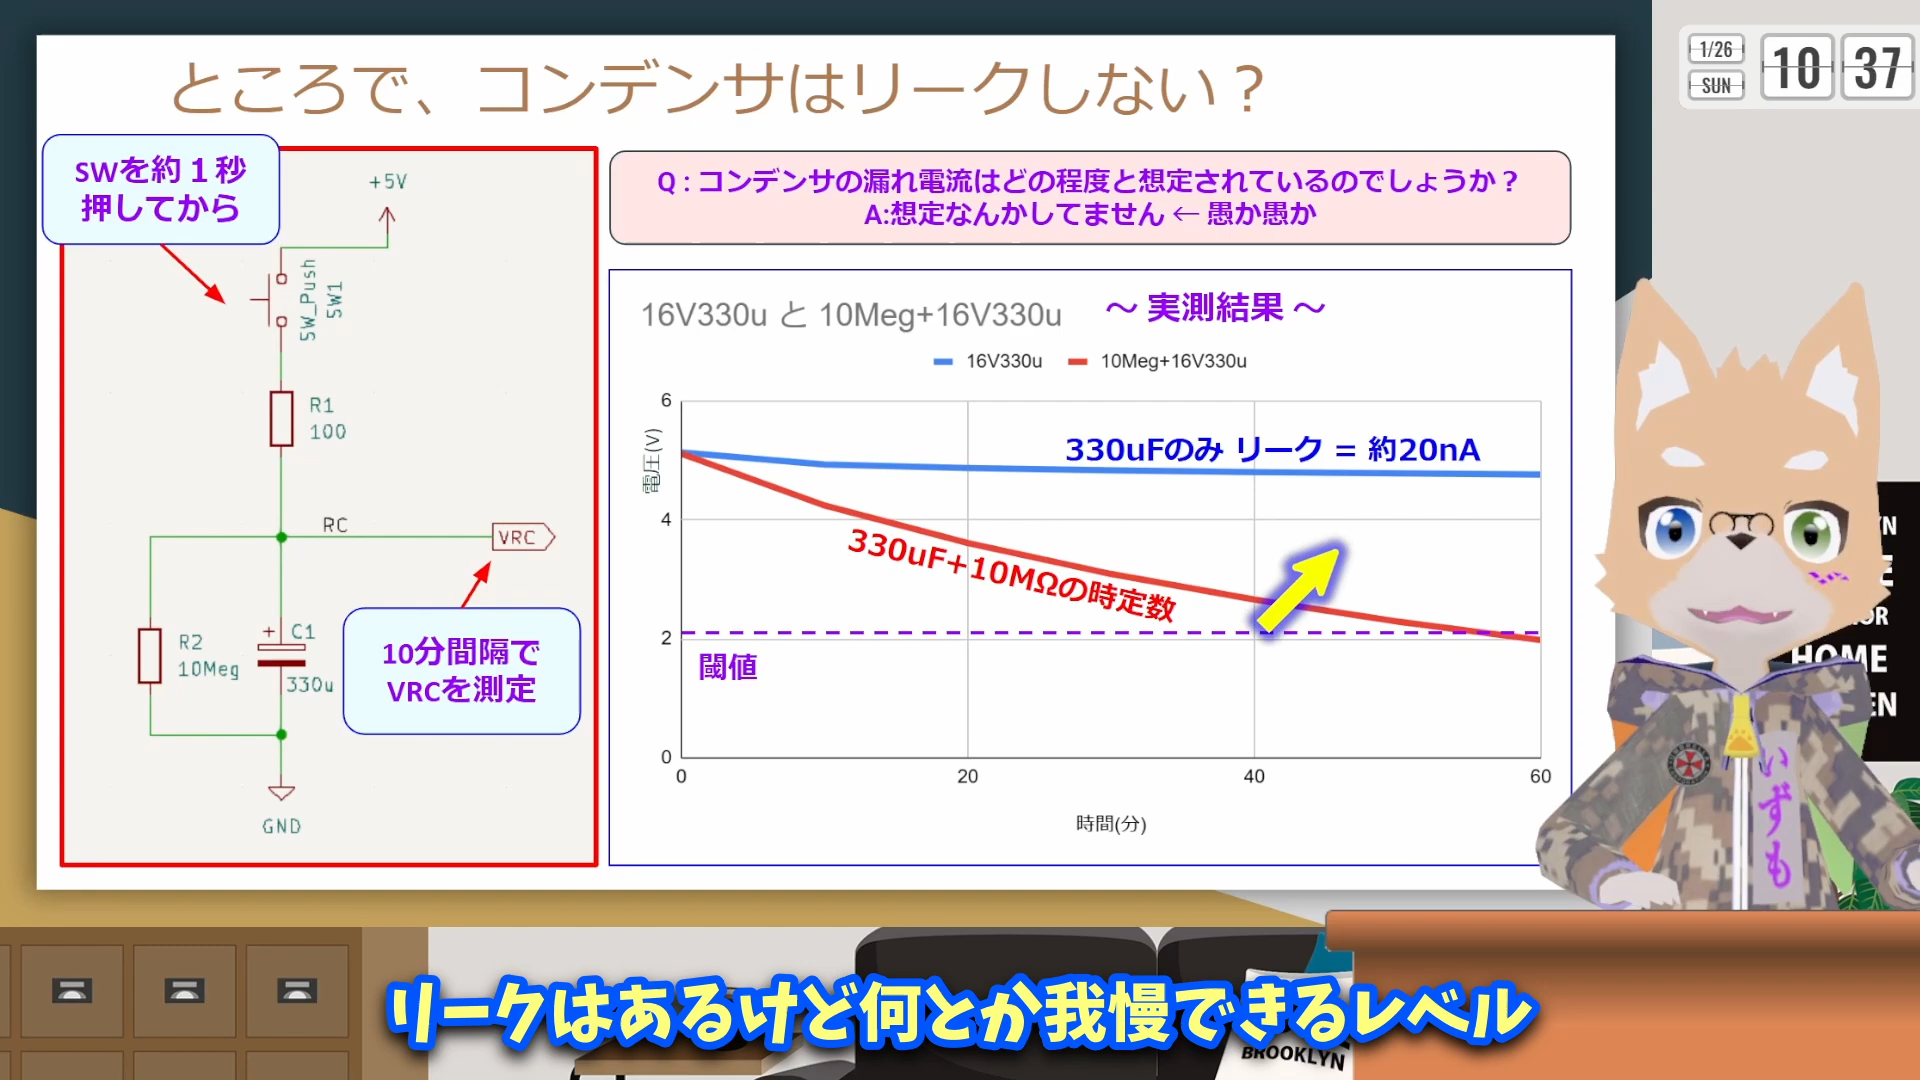 ところで、コンデンサはリークしない？
1/26
SUN
10 37
SWを約１秒
押してから
+5V
SW_Push
SW1
R1
100
RC
VRC
R2
10Meg
+
C1
330u
10分間隔で
VRCを測定
GND
Q : コンデンサの漏れ電流はどの程度と想定されているのでしょうか？
A:想定なんかしてません ← 愚か愚か
16V330u と 10Meg+16V330u
～ 実測結果 ～
16V330u
10Meg+16V330u
6
4
2
0
電圧(V)
330uFのみ リーク = 約20nA
330uF+10MΩの時定数
閾値
0
20
40
60
時間(分)
HOME
いずも
リークはあるけど何とか我慢できるレベル
BROOKLYN